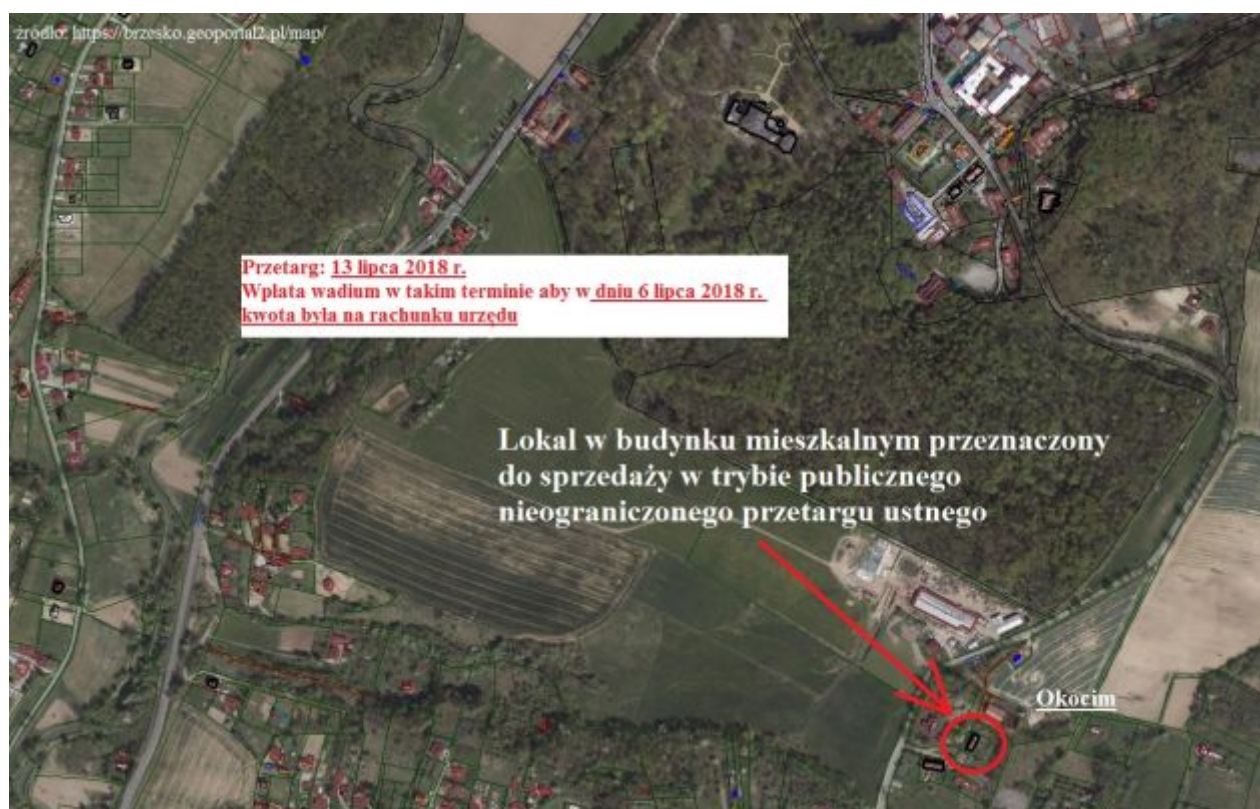 źródło: https://brzesko.geoportal2.pl/map/
Przetarg: 13 lipca 2018 r.
Wpłata wadium w takim terminie aby w dniu 6 lipca 2018 r.
kwota była na rachunku urzędu
Lokal w budynku mieszkalnym przeznaczony
do sprzedaży w trybie publicznego
nieograniczonego przetargu ustnego
Okocim